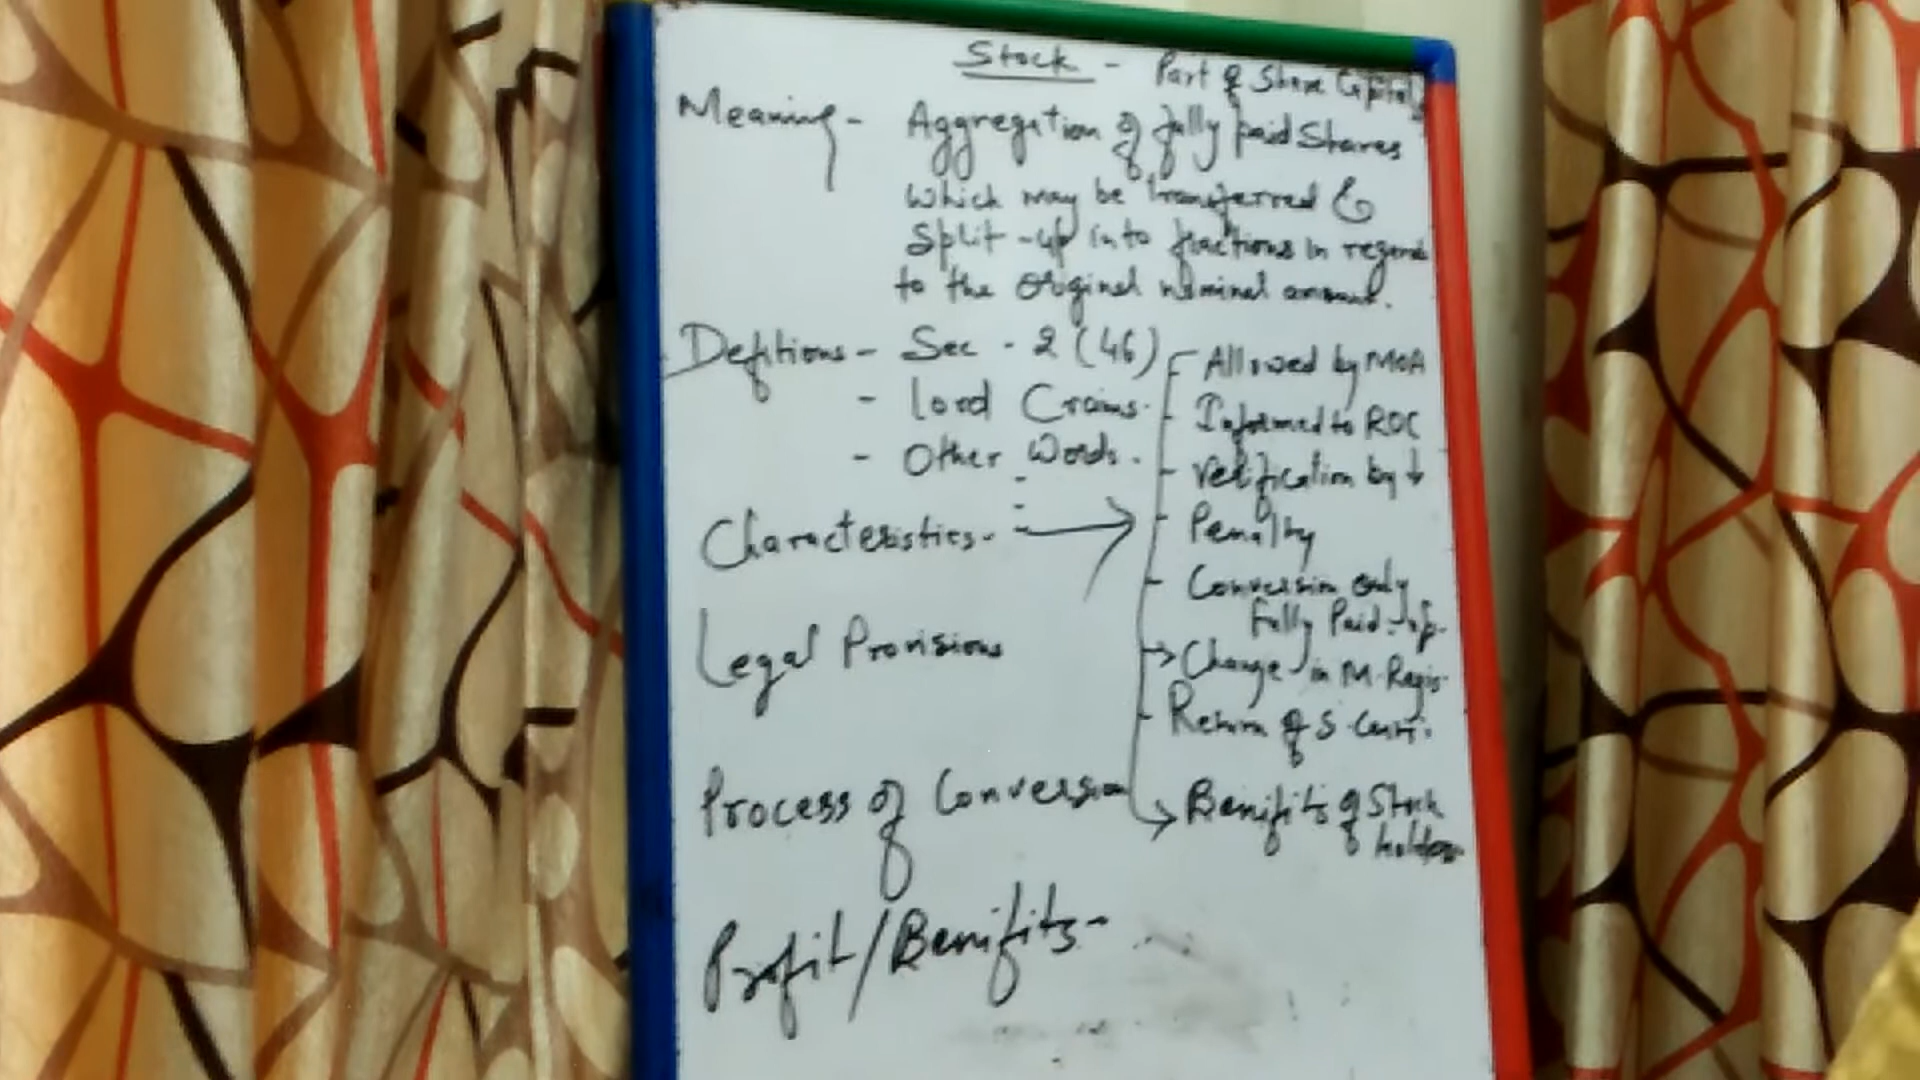 Stock - Part of Share Capital
Meaning - Aggregation of fully paid Shares
which may be transferred &
Split-up into fractions in regard
to the original nominal amount.
Defitions - Sec - 2 (46)
- Lord Crains.
- Other Words.
Characteristics -
Legal Provisions
Process of Conversion
Profit/Benifits -
Allowed by MOA
- Informed to ROC
- Verification by ↓
- Penalty
- Conversion only
fully Paid-up.
→ Change in M. Regis.
- Return of S. Certi.
→ Benifits of Stock
holders